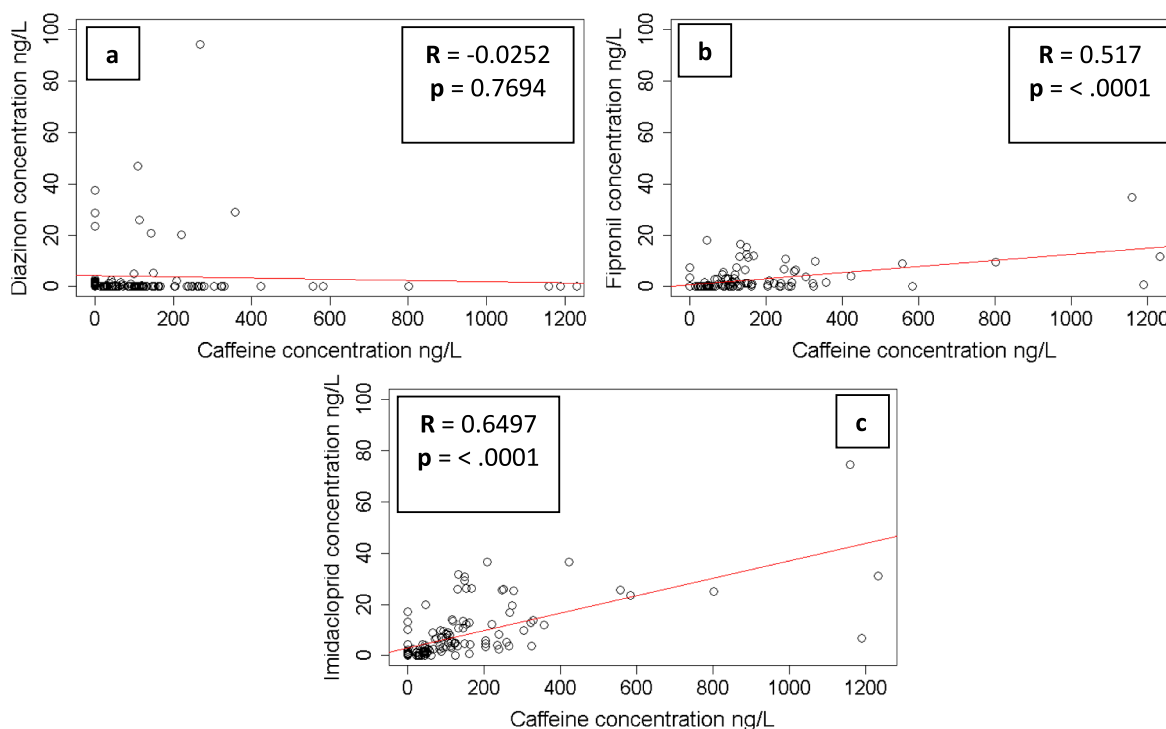 a
R = -0.0252
p = 0.7694
Diazinon concentration ng/L
0 20 40 60 80 100
0 200 400 600 800 1000 1200
Caffeine concentration ng/L
b
R = 0.517
p = < .0001
Fipronil concentration ng/L
0 20 40 60 80 100
0 200 400 600 800 1000 1200
Caffeine concentration ng/L
R = 0.6497
p = < .0001
c
Imidacloprid concentration ng/L
0 20 40 60 80 100
0 200 400 600 800 1000 1200
Caffeine concentration ng/L